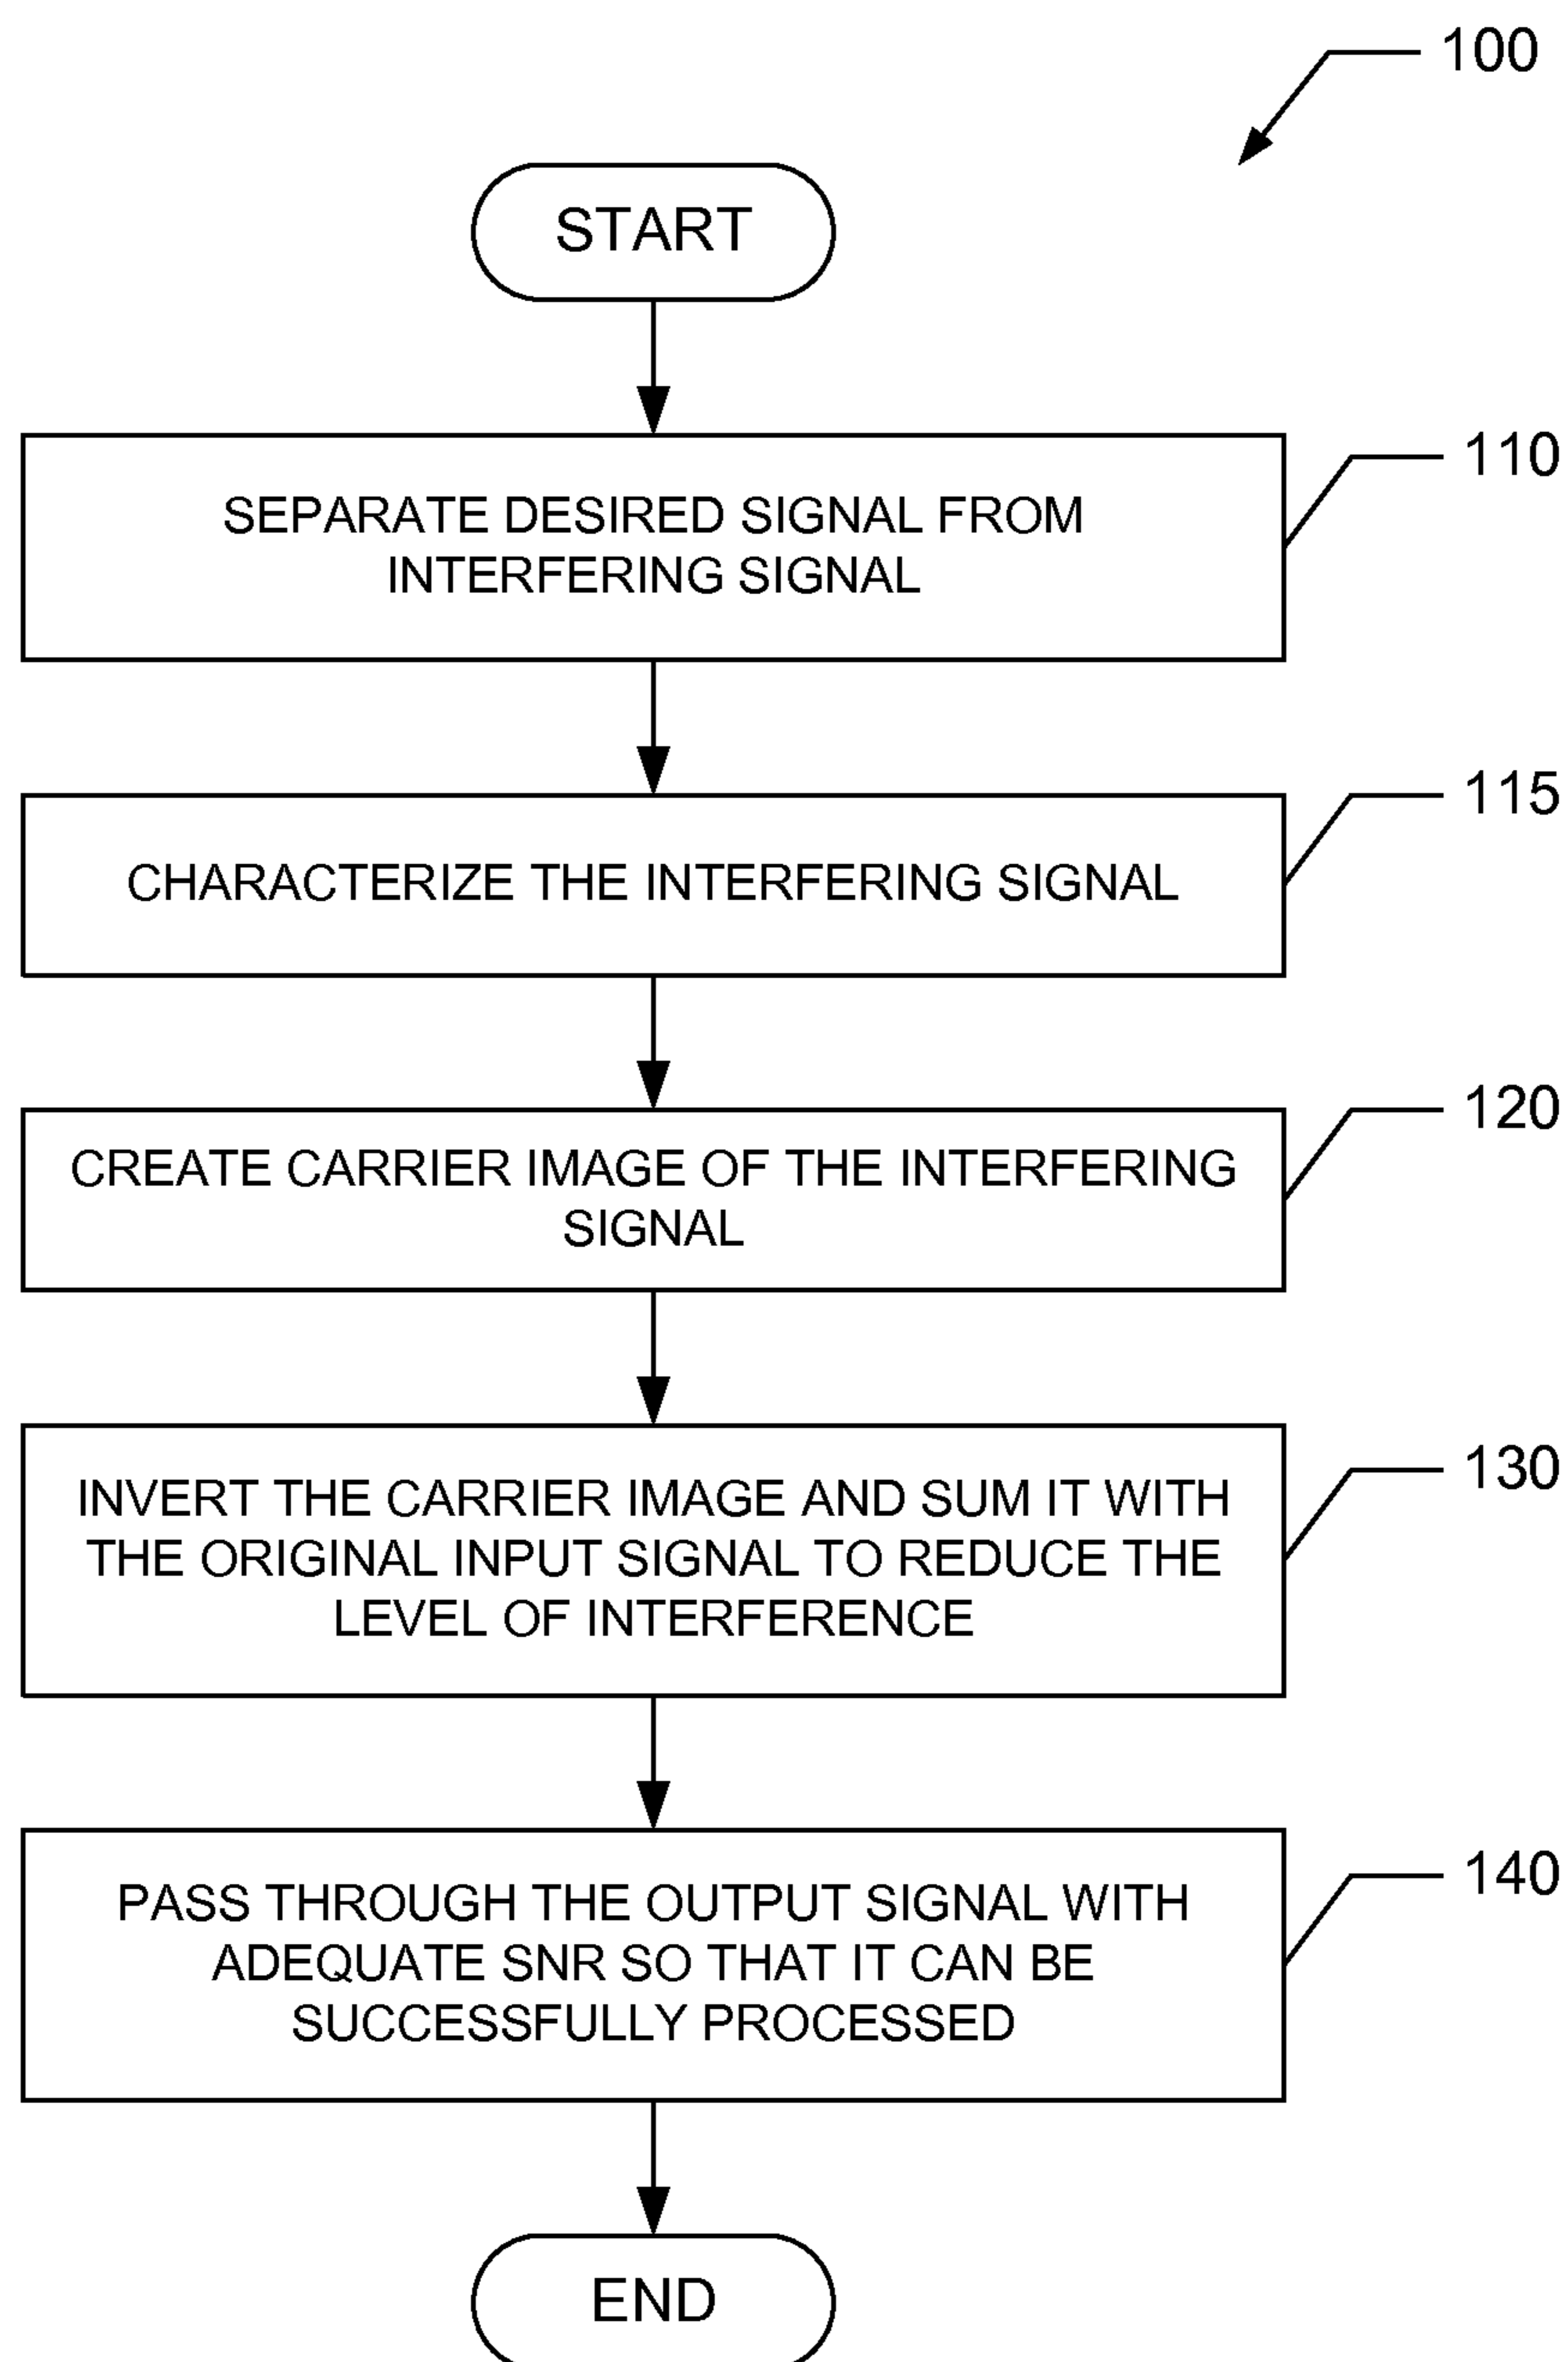 100
START
110
SEPARATE DESIRED SIGNAL FROM
INTERFERING SIGNAL
115
CHARACTERIZE THE INTERFERING SIGNAL
120
CREATE CARRIER IMAGE OF THE INTERFERING
SIGNAL
130
INVERT THE CARRIER IMAGE AND SUM IT WITH
THE ORIGINAL INPUT SIGNAL TO REDUCE THE
LEVEL OF INTERFERENCE
140
PASS THROUGH THE OUTPUT SIGNAL WITH
ADEQUATE SNR SO THAT IT CAN BE
SUCCESSFULLY PROCESSED
END